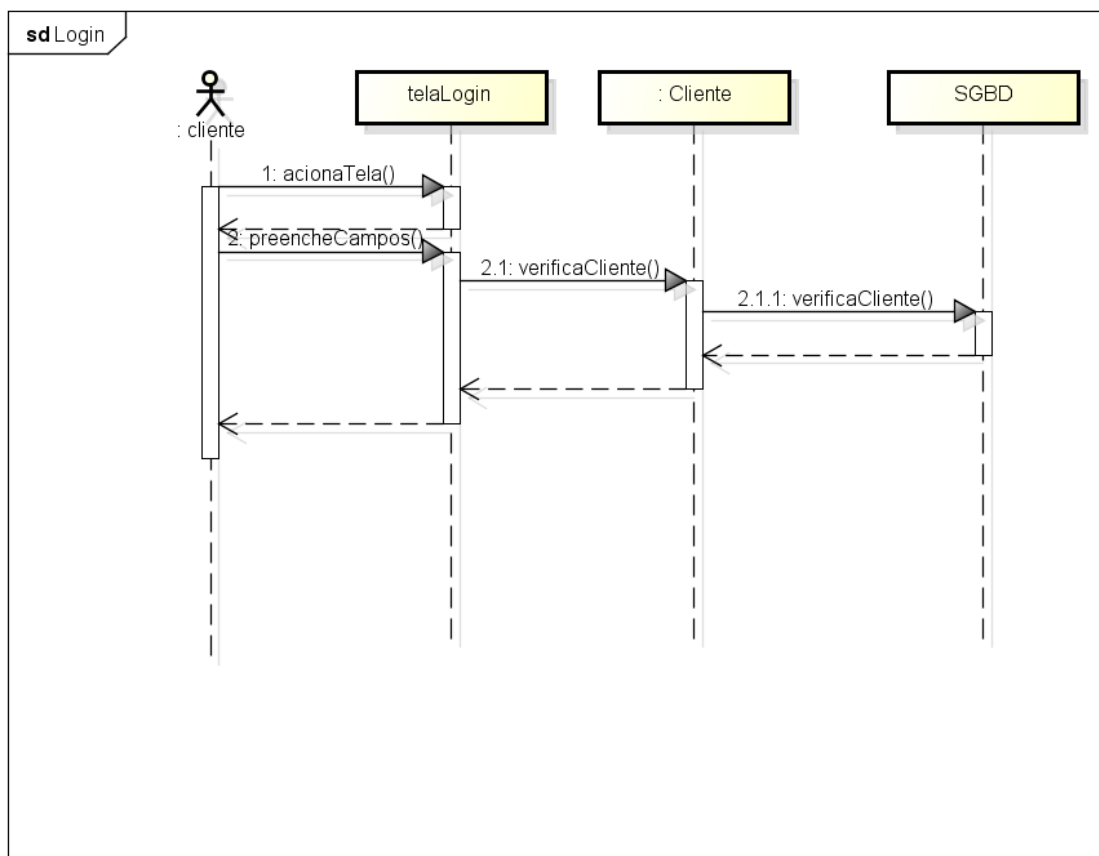 sd Login
: cliente
telaLogin
: Cliente
SGBD
1: acionaTela()
2: preencheCampos()
2.1: verificaCliente()
2.1.1: verificaCliente()